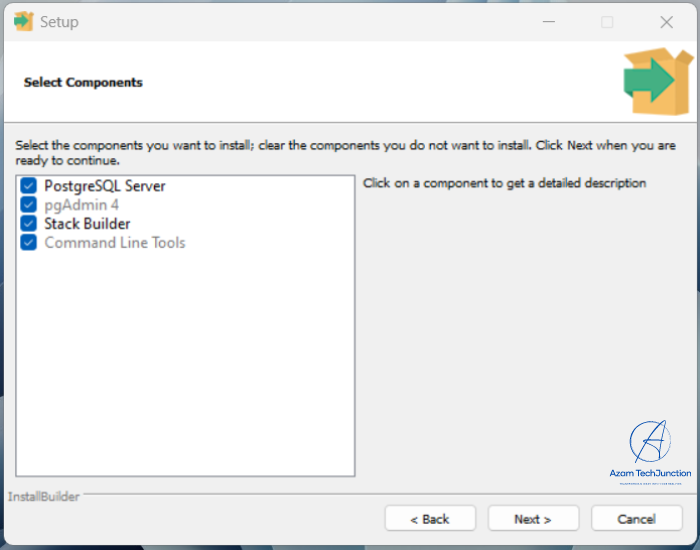 Setup
Select Components
Select the components you want to install; clear the components you do not want to install. Click Next when you are
ready to continue.
PostgreSQL Server
pgAdmin 4
Stack Builder
Command Line Tools
Click on a component to get a detailed description
Azam TechJunction
InstallBuilder
< Back
Next >
Cancel